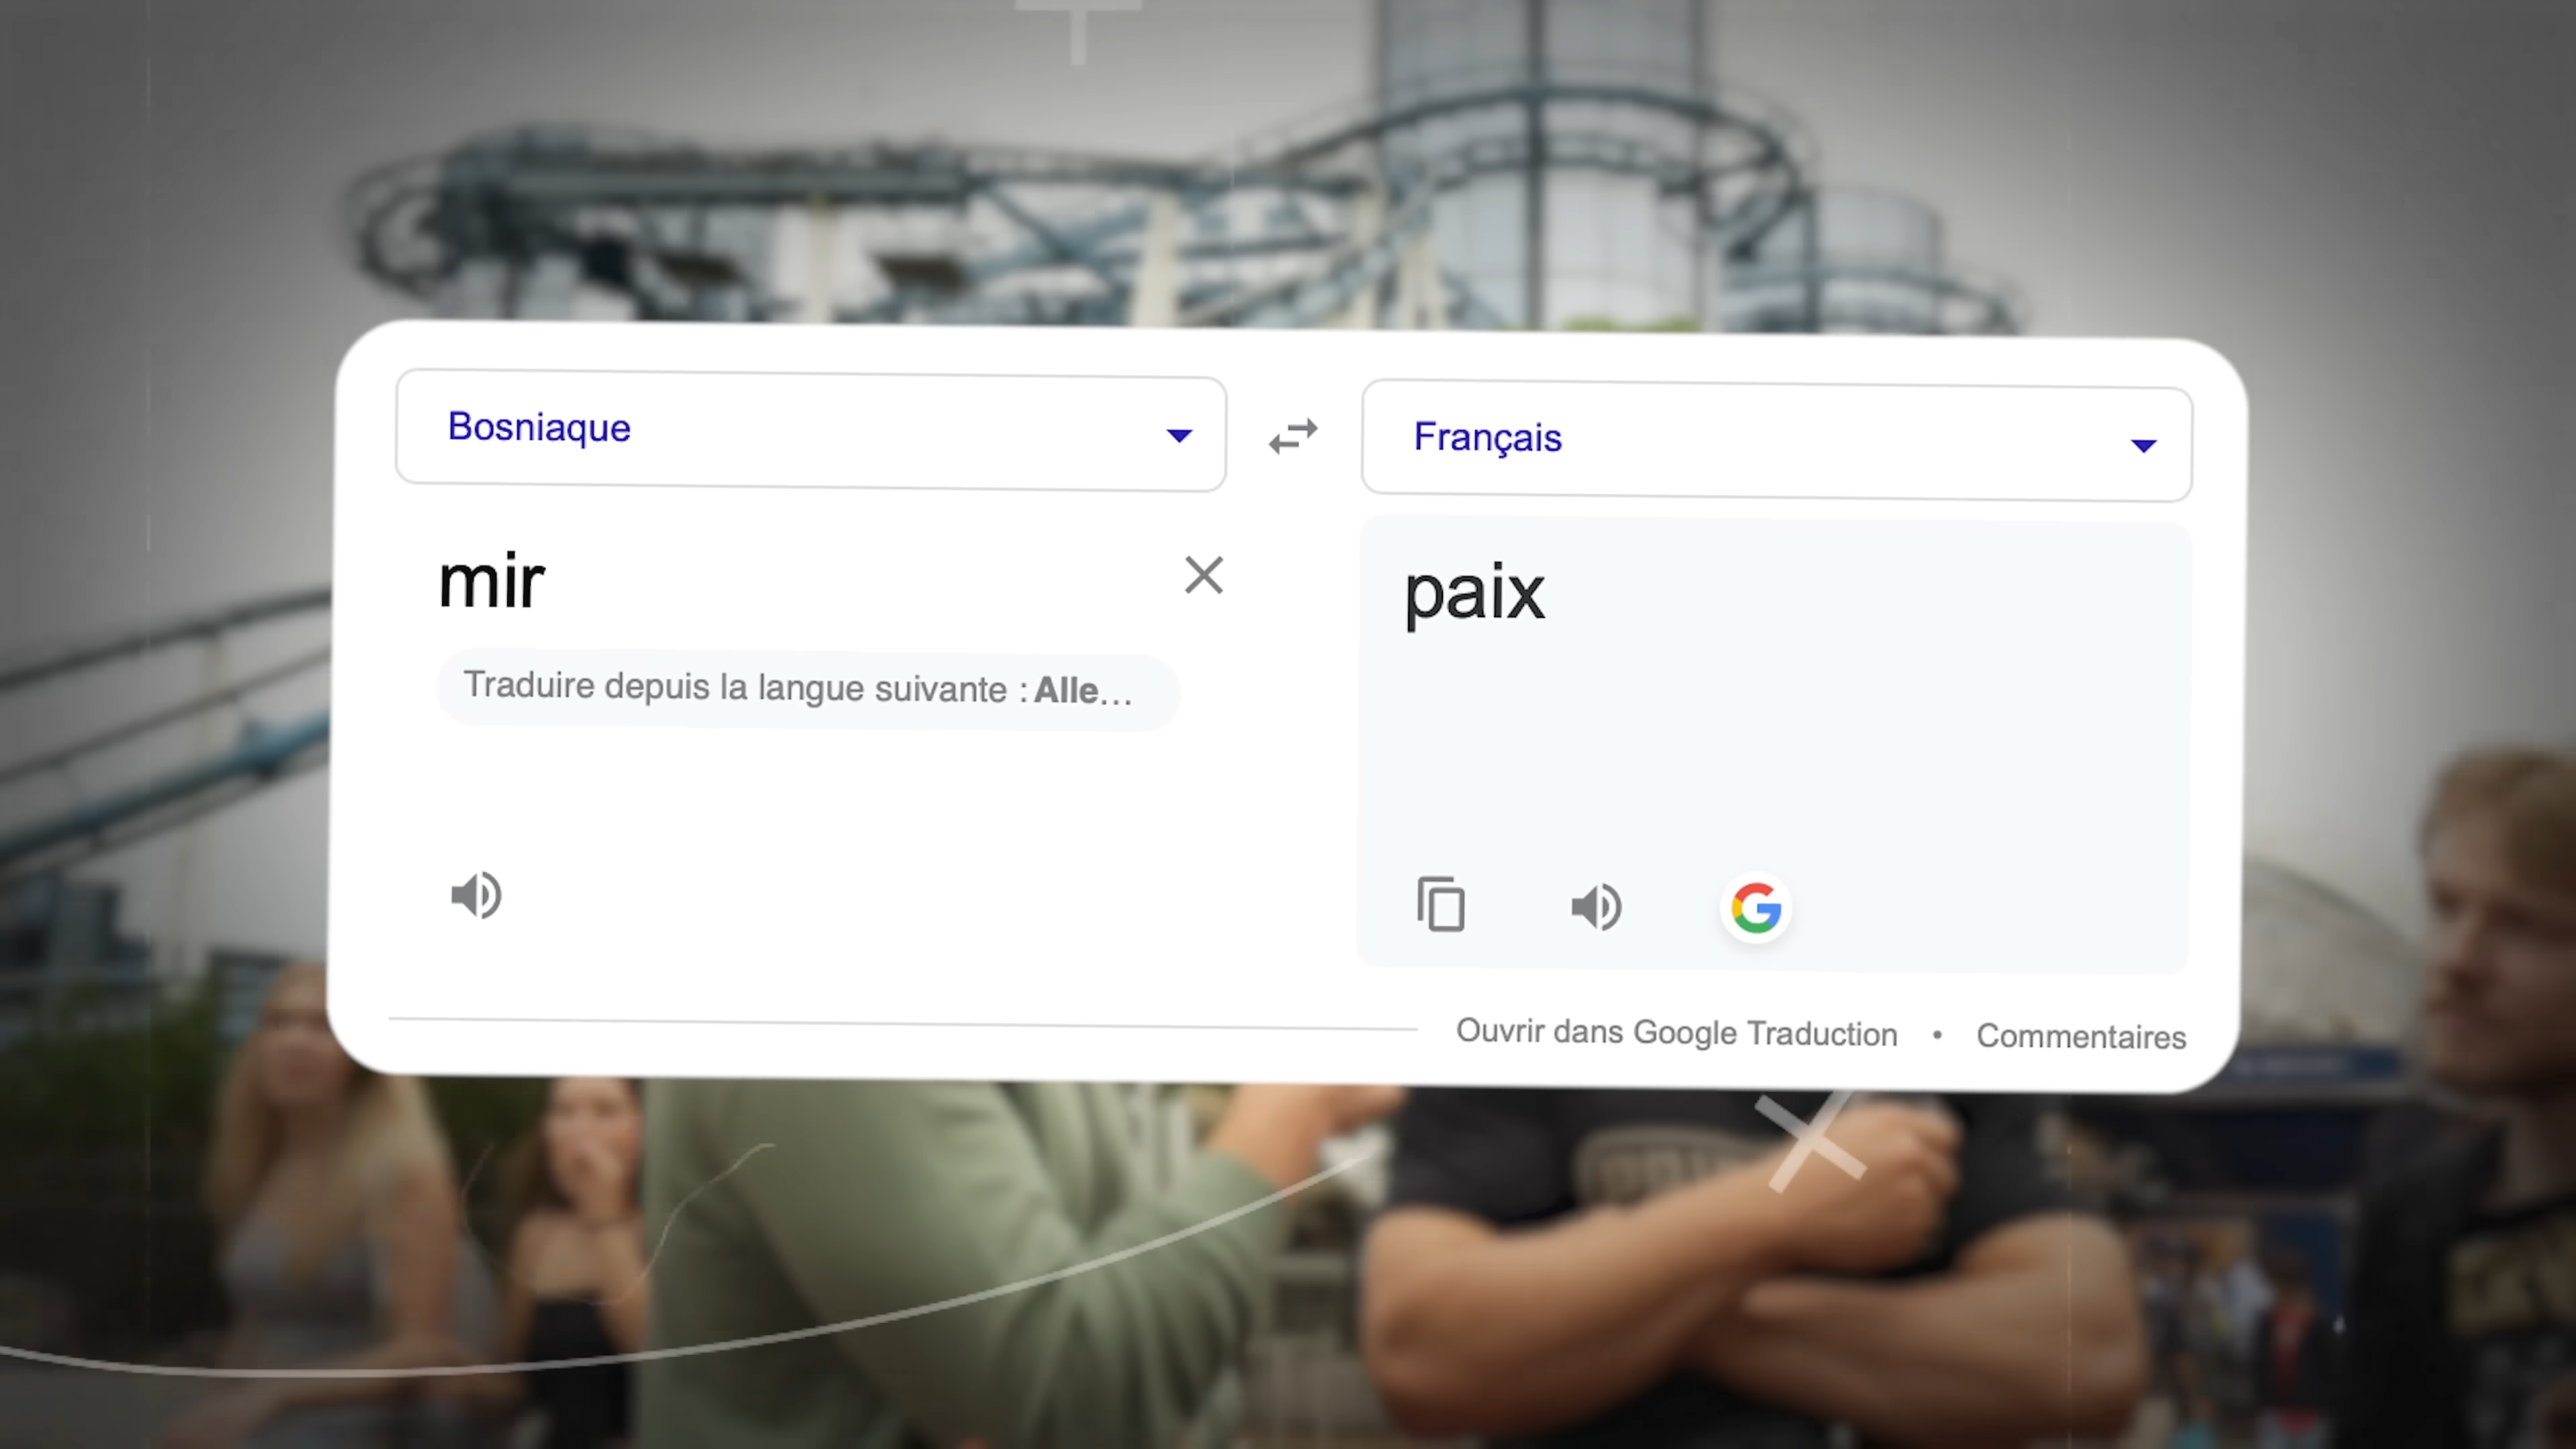 Bosniaque
Français
mir
paix
Traduire depuis la langue suivante : Alle...
Ouvrir dans Google Traduction • Commentaires